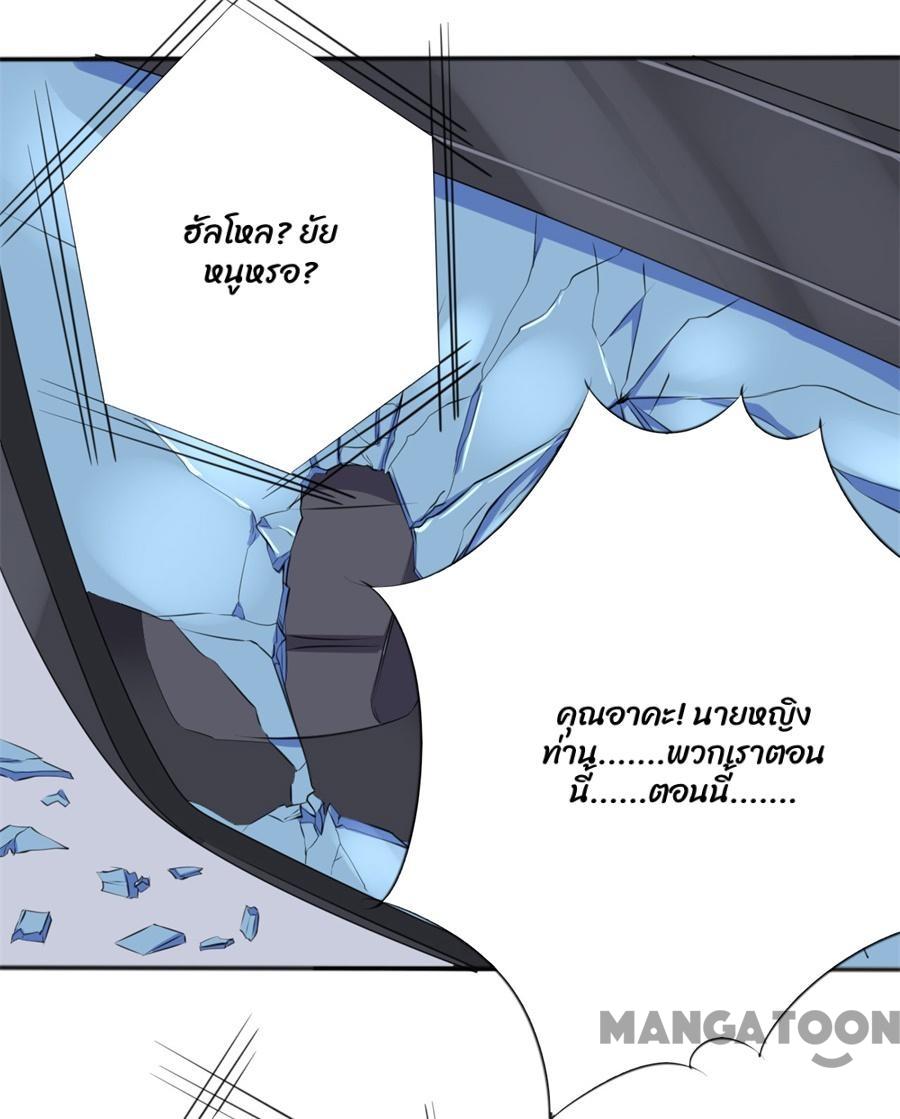 ฮัลโหล? ยัย
หนูหรอ?
คุณอาคะ! นายหญิง
ท่าน.......พวกเราตอน
นี้......ตอนนี้.......
MANGATOON